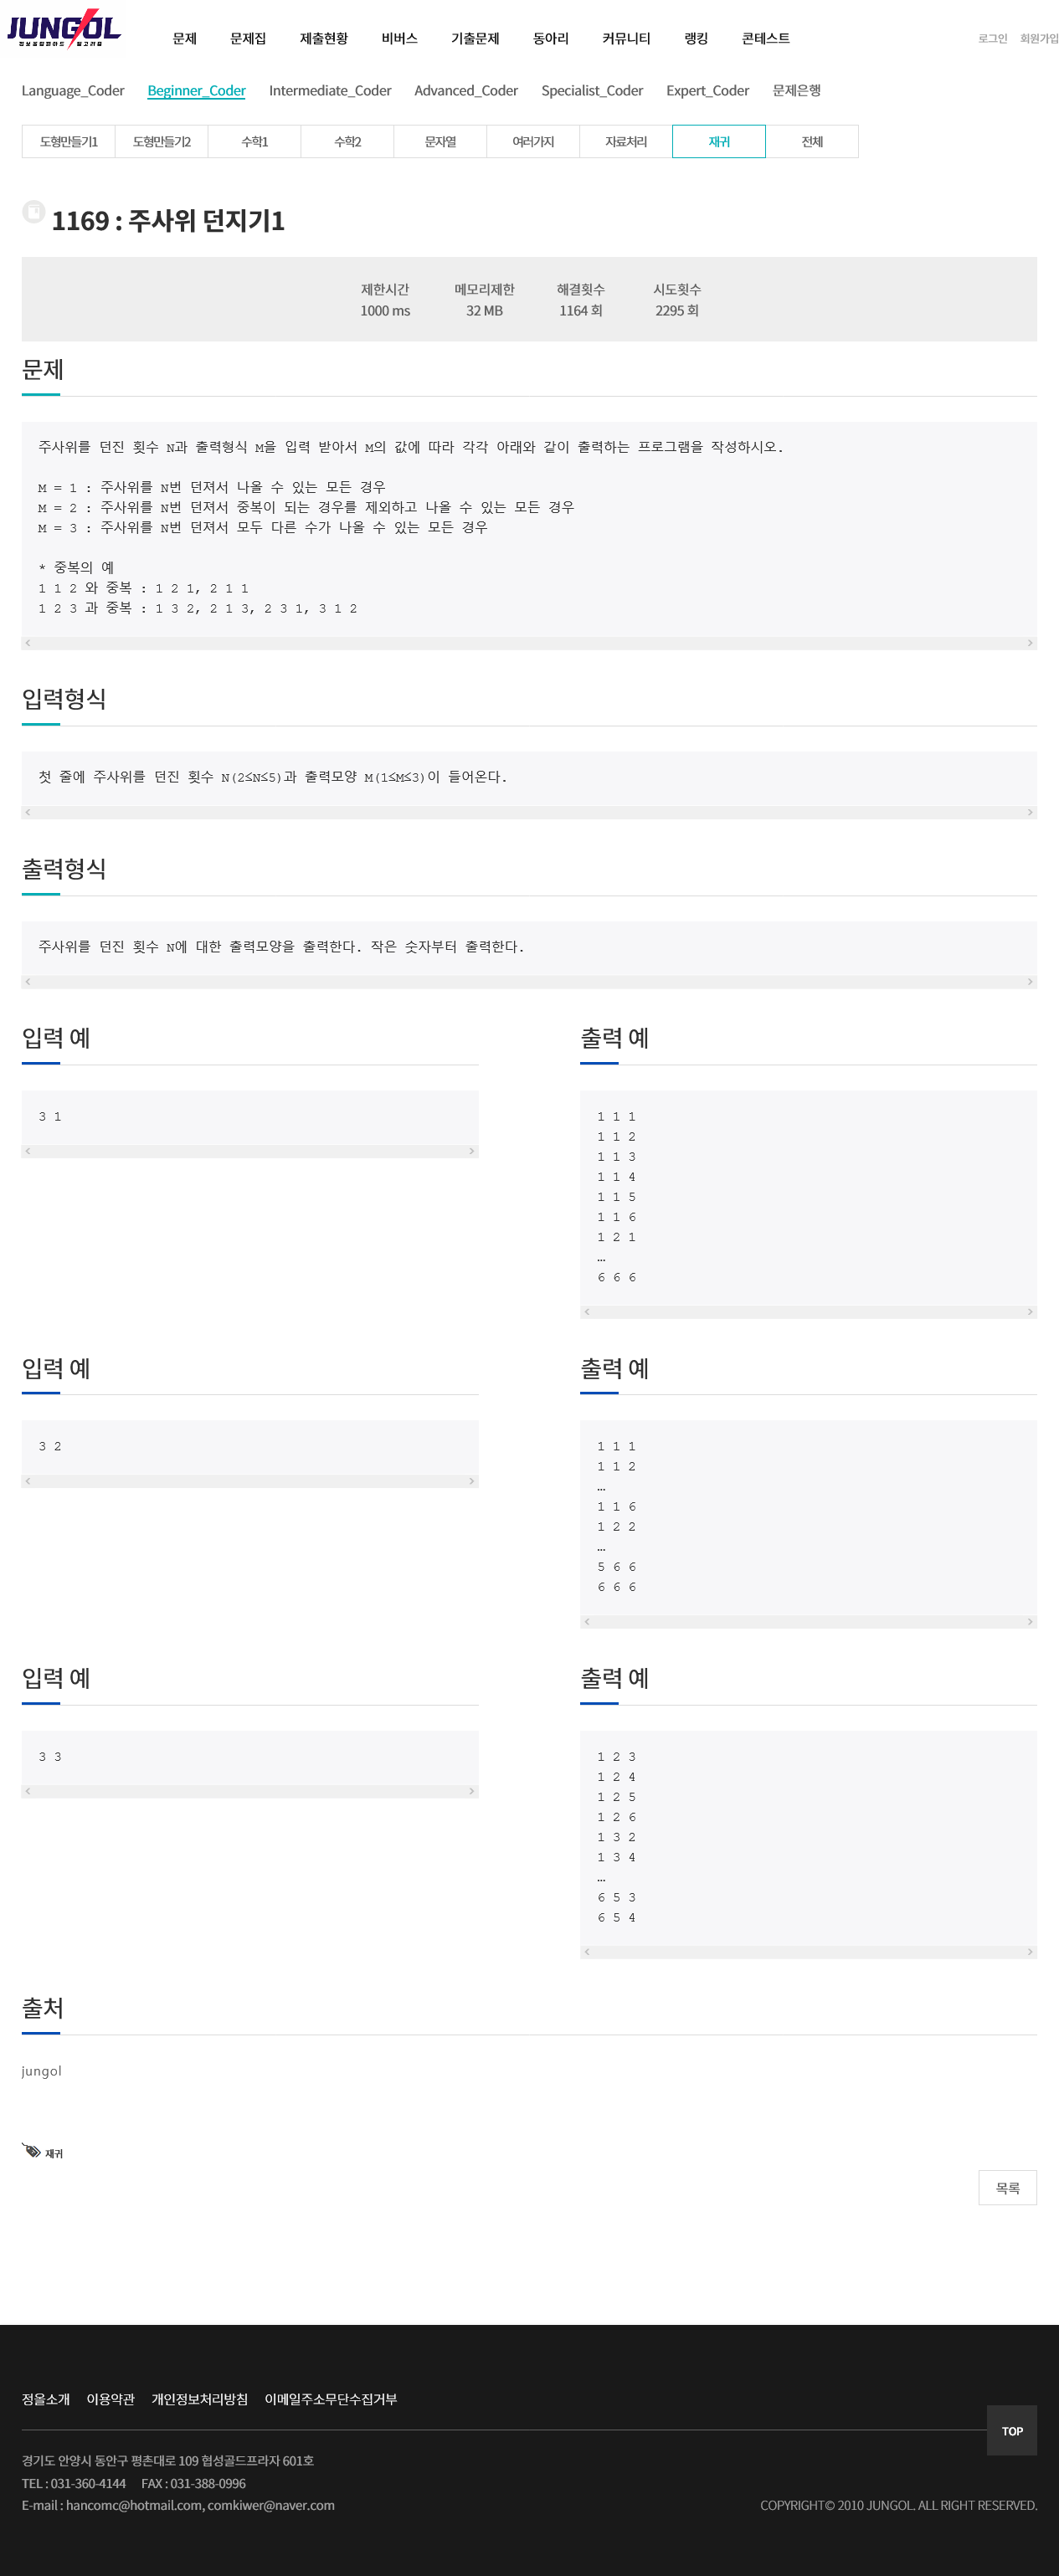 JUNGOL
정보올림피아드 알고리즘
문제 문제집 제출현황 비버스 기출문제 동아리 커뮤니티 랭킹 콘테스트 로그인 회원가입
Language_Coder Beginner_Coder Intermediate_Coder Advanced_Coder Specialist_Coder Expert_Coder 문제은행
도형만들기1 도형만들기2 수학1 수학2 문자열 여러가지 자료처리 재귀 전체
1169 : 주사위 던지기1
제한시간 메모리제한 해결횟수 시도횟수
1000 ms 32 MB 1164 회 2295 회
문제
주사위를 던진 횟수 N과 출력형식 M을 입력 받아서 M의 값에 따라 각각 아래와 같이 출력하는 프로그램을 작성하시오.
M = 1 : 주사위를 N번 던져서 나올 수 있는 모든 경우
M = 2 : 주사위를 N번 던져서 중복이 되는 경우를 제외하고 나올 수 있는 모든 경우
M = 3 : 주사위를 N번 던져서 모두 다른 수가 나올 수 있는 모든 경우
* 중복의 예
1 1 2 와 중복 : 1 2 1, 2 1 1
1 2 3 과 중복 : 1 3 2, 2 1 3, 2 3 1, 3 1 2
입력형식
첫 줄에 주사위를 던진 횟수 N(2≤N≤5)과 출력모양 M(1≤M≤3)이 들어온다.
출력형식
주사위를 던진 횟수 N에 대한 출력모양을 출력한다. 작은 숫자부터 출력한다.
입력 예
3 1
출력 예
1 1 1
1 1 2
1 1 3
1 1 4
1 1 5
1 1 6
1 2 1
…
6 6 6
입력 예
3 2
출력 예
1 1 1
1 1 2
…
1 1 6
1 2 2
…
5 6 6
6 6 6
입력 예
3 3
출력 예
1 2 3
1 2 4
1 2 5
1 2 6
1 3 2
1 3 4
…
6 5 3
6 5 4
출처
jungol
재귀
목록
정올소개 이용약관 개인정보처리방침 이메일주소무단수집거부
TOP
경기도 안양시 동안구 평촌대로 109 협성골드프라자 601호
TEL : 031-360-4144 FAX : 031-388-0996
E-mail : hancomc@hotmail.com, comkiwer@naver.com COPYRIGHT© 2010 JUNGOL. ALL RIGHT RESERVED.